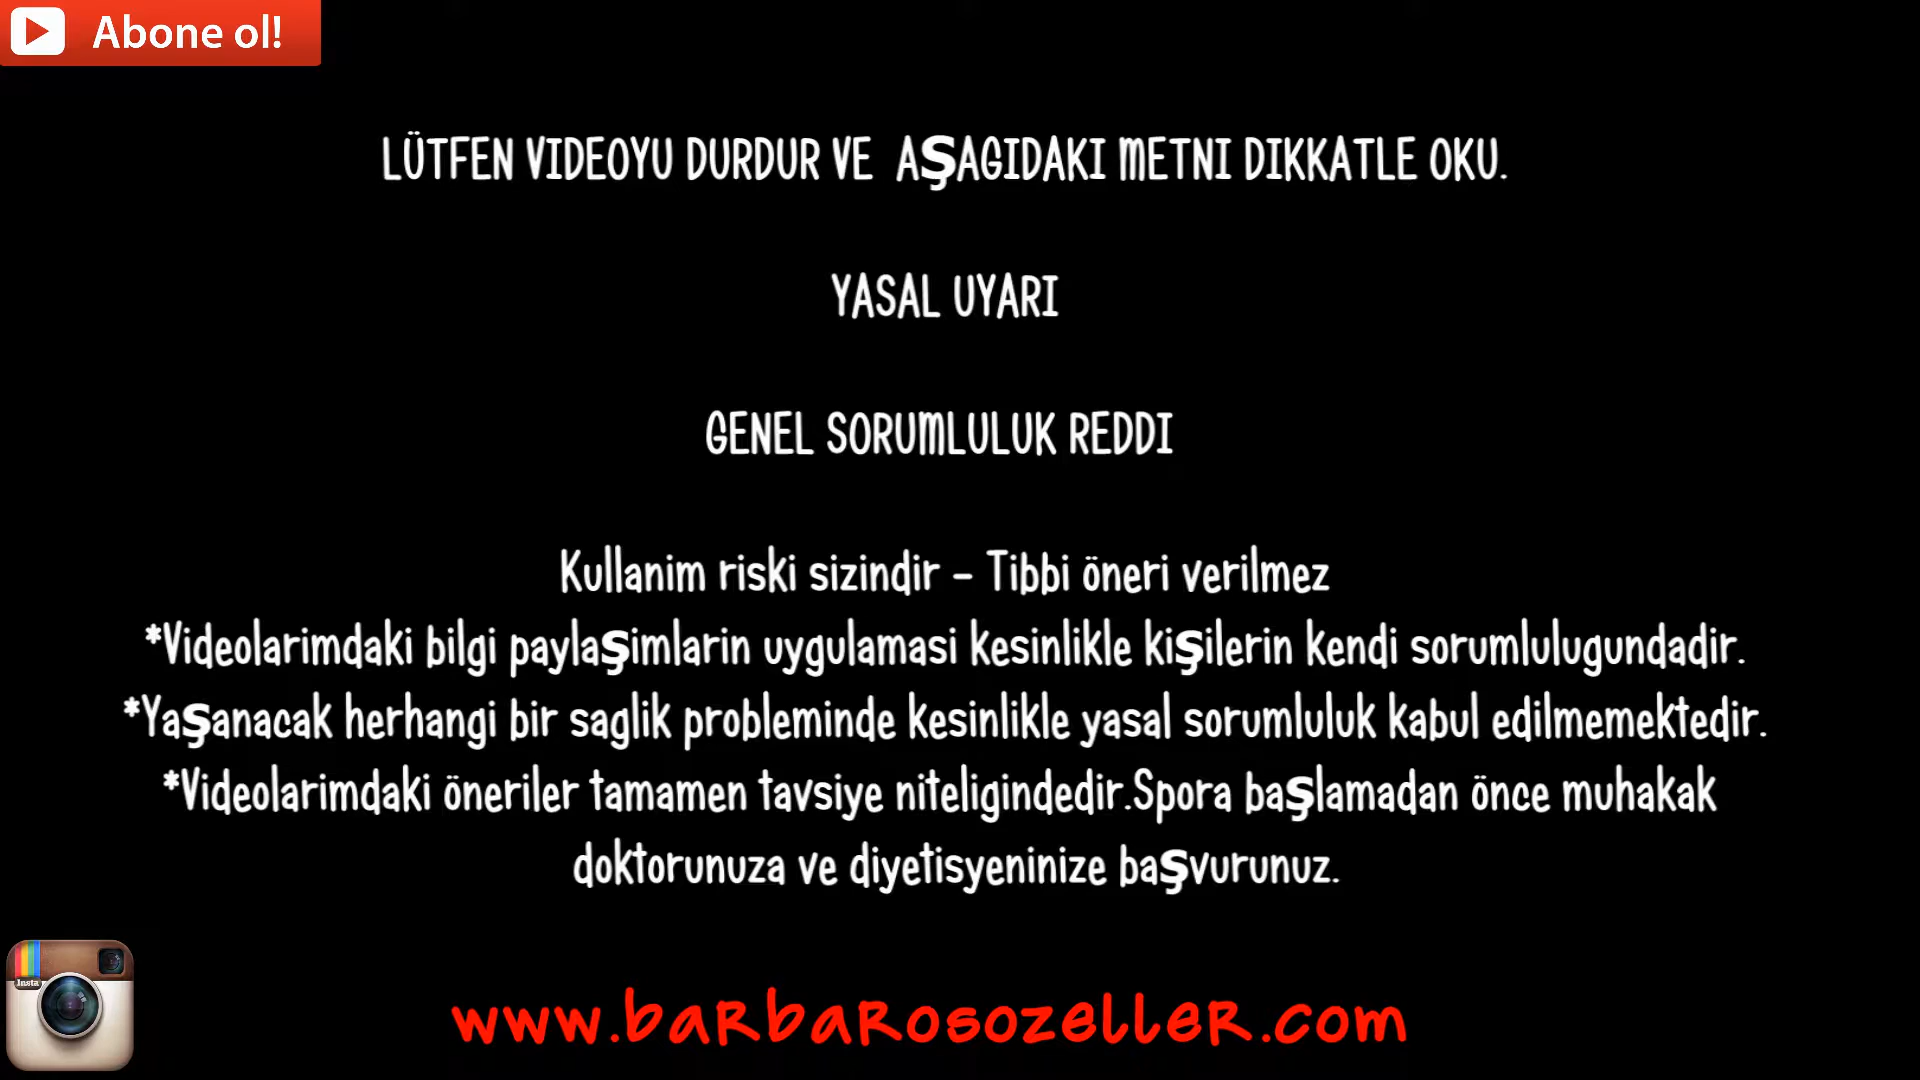 Abone ol!
LÜTFEN VIDEOYU DURDUR VE AŞAGIDAKI METNI DIKKATLE OKU.
YASAL UYARI
GENEL SORUMLULUK REDDI
Kullanim riski sizindir – Tibbi öneri verilmez
*Videolarimdaki bilgi paylaşimlarin uygulamasi kesinlikle kişilerin kendi sorumlulugundadir.
*Yaşanacak herhangi bir saglik probleminde kesinlikle yasal sorumluluk kabul edilmemektedir.
*Videolarimdaki öneriler tamamen tavsiye niteligindedir.Spora başlamadan önce muhakak
doktorunuza ve diyetisyeninize başvurunuz.
Insta
www.barbarosozeller.com